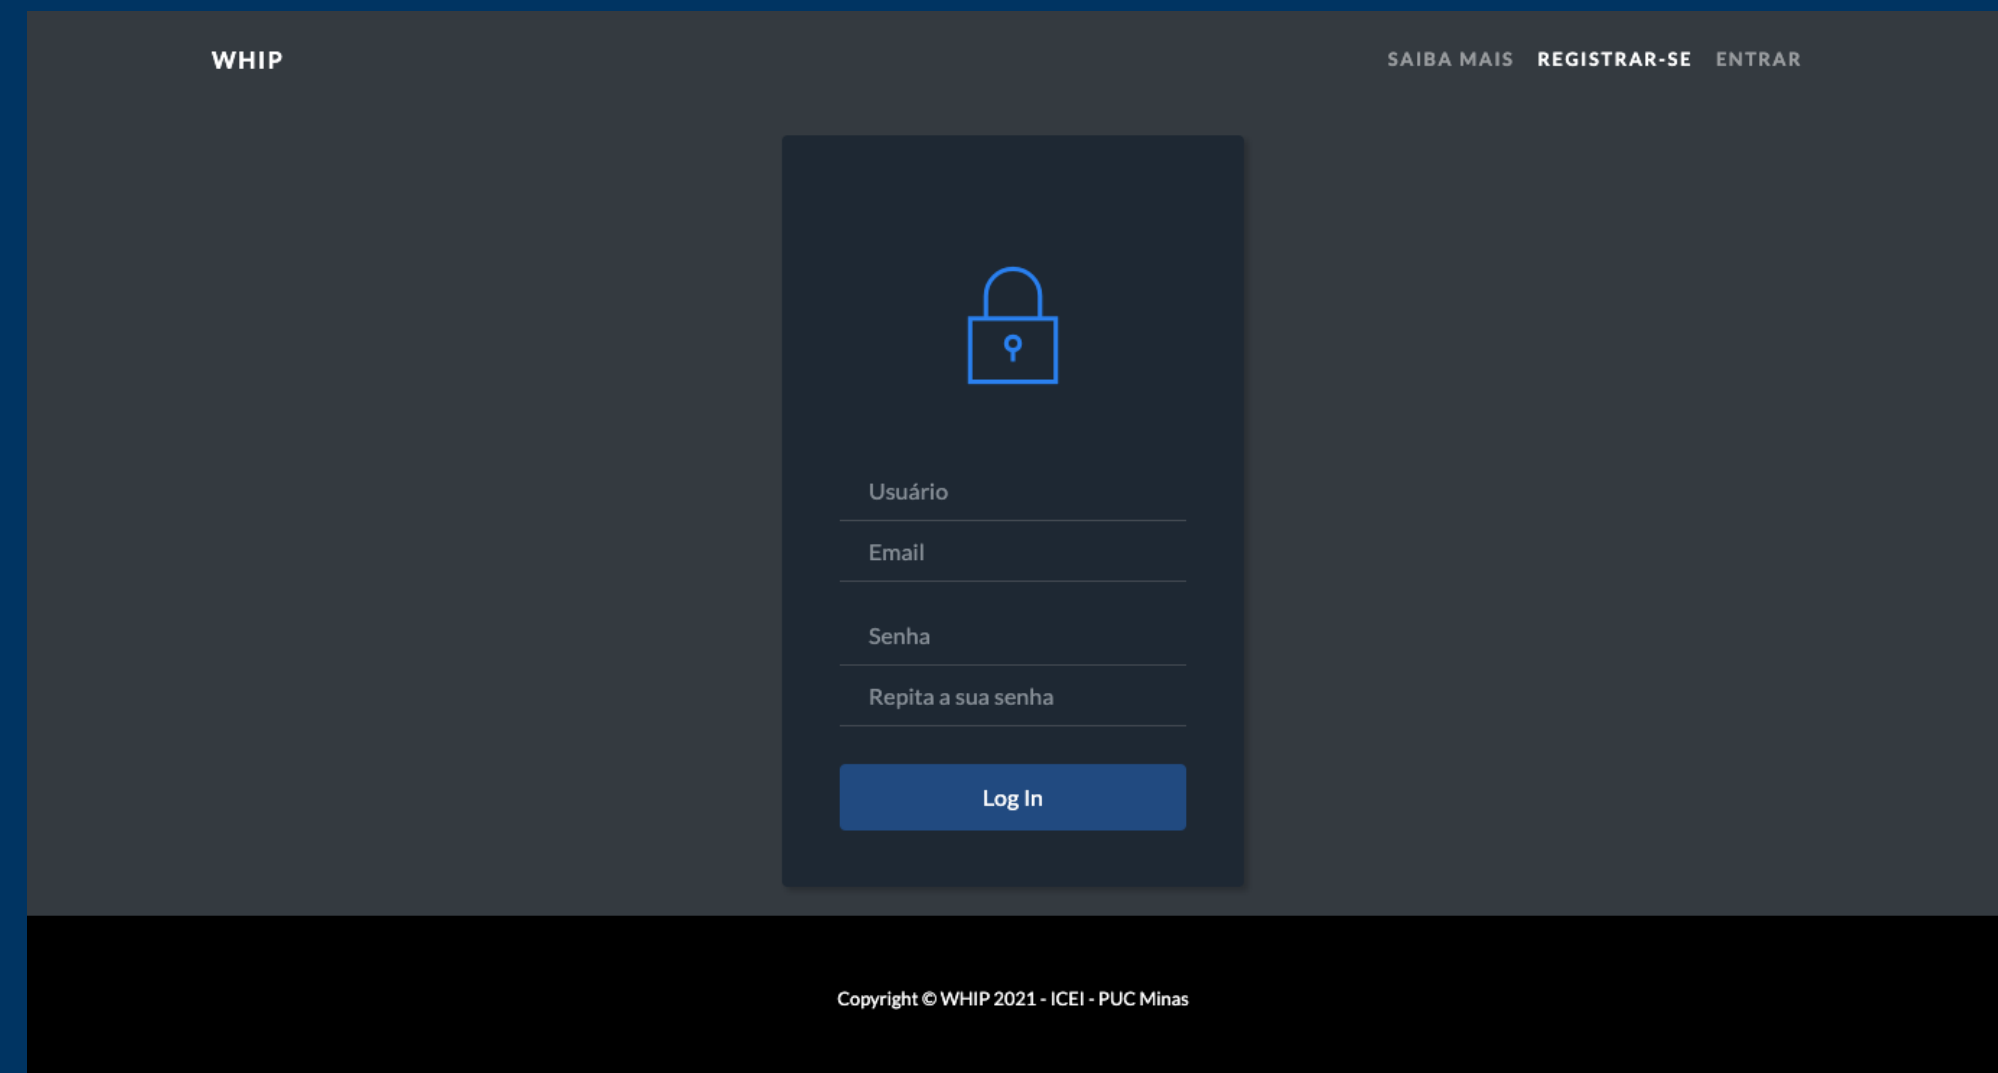 WHIP
SAIBA MAIS REGISTRAR-SE ENTRAR
Usuário
Email
Senha
Repita a sua senha
Log In
Copyright © WHIP 2021 - ICEI - PUC Minas